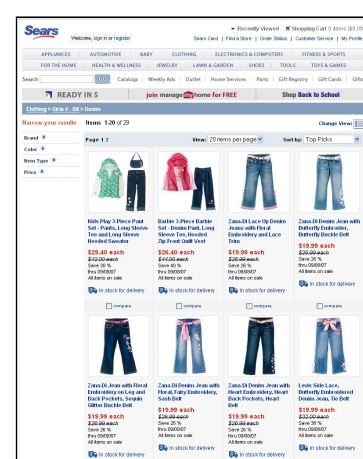 Sears
Welcome, sign in or register
Recently Viewed Shopping Cart 0 items ($0.00
Sears Card | Find a Store | Order Status | Customer Service | My Profile
APPLIANCES AUTOMOTIVE BABY CLOTHING ELECTRONICS & COMPUTERS FITNESS & SPORTS
FOR THE HOME HEALTH & WELLNESS JEWELRY LAWN & GARDEN SHOES TOOLS TOYS & GAMES
Search Catalogs | Weekly Ads | Outlet | Home Services | Parts | Gift Registry | Gift Cards | Gifts
READY IN 5 join managemyhome for FREE Shop Back to School
Clothing > Girls 4_6X > Denim
Narrow your results Items 1-20 of 29 Change View:
Brand
Color
Item Type
Price
Page 1 2 View: 20 items per page Sort by: Top Picks
Kids Play 3-Piece Pant
Set - Pants, Long Sleeve
Tee and Long Sleeve
Hooded Sweater
$29.40 each
$42.00 each
Save 30 %
thru 09/08/07
All items on sale
In stock for delivery
compare
Barbie 3-Piece Barbie
Set - Denim Pant, Long
Sleeve Tee, Hooded
Zip-Front Quilt Vest
$26.40 each
$44.00 each
Save 40 %
thru 09/08/07
All items on sale
In stock for delivery
compare
Zana-Di Lace Up Denim
Jeans with Floral
Embroidery and Lace
Trim
$19.99 each
$26.99 each
Save 26 %
thru 09/08/07
All items on sale
In stock for delivery
compare
Zana-Di Denim Jean with
Butterfly Embroider,
Butterfly Buckle Belt
$19.99 each
$26.99 each
Save 26 %
thru 09/08/07
All items on sale
In stock for delivery
compare
Zana-Di Jean with Floral
Embroidery on Leg and
Back Pockets, Sequin
Glitter Buckle Belt
$19.99 each
$26.99 each
Save 26 %
thru 09/08/07
All items on sale
In stock for delivery
Zana-Di Denim Jean with
Floral, Fairy Embroidery,
Sash Belt
$19.99 each
$26.99 each
Save 26 %
thru 09/08/07
All items on sale
In stock for delivery
Zana-Di Denim Jean with
Heart Embroidery, Heart
Back Pockets, Heart
Belt
$19.99 each
$26.99 each
Save 26 %
thru 09/08/07
All items on sale
In stock for delivery
Levis Side Lace,
Butterfly Embroidered
Denim Jean, Tie Belt
$19.99 each
$32.00 each
Save 38 %
thru 09/08/07
All items on sale
In stock for delivery